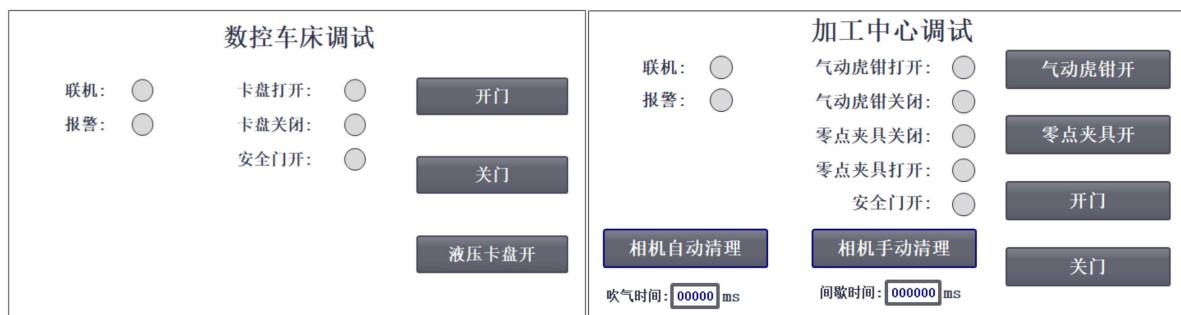 数控车床调试
联机:
报警:
卡盘打开:
卡盘关闭:
安全门开:
开门
关门
液压卡盘开
加工中心调试
联机:
报警:
气动虎钳打开:
气动虎钳关闭:
零点夹具关闭:
零点夹具打开:
安全门开:
气动虎钳开
零点夹具开
开门
关门
相机自动清理
相机手动清理
吹气时间: 00000 ms
间歇时间: 000000 ms